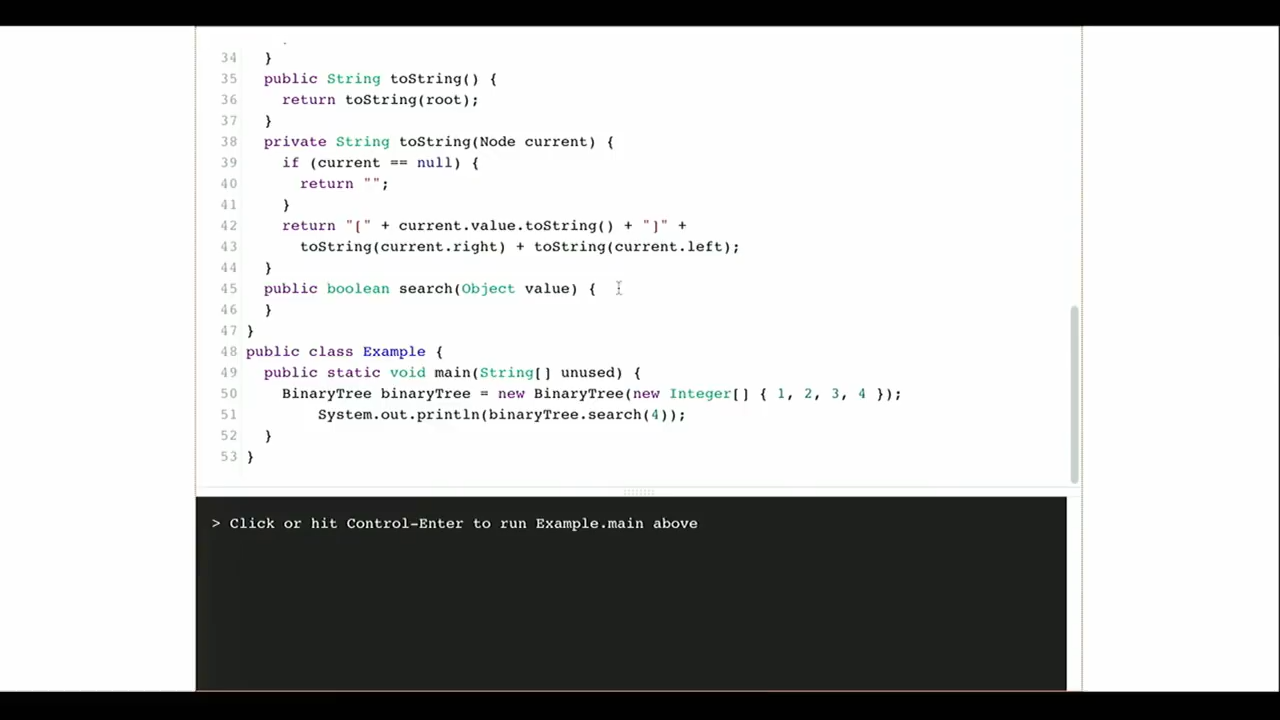 34 }
35 public String toString() {
36 return toString(root);
37 }
38 private String toString(Node current) {
39 if (current == null) {
40 return "";
41 }
42 return "[" + current.value.toString() + "]" +
43 toString(current.right) + toString(current.left);
44 }
45 public boolean search(Object value) {
46 }
47 }
48 public class Example {
49 public static void main(String[] unused) {
50 BinaryTree binaryTree = new BinaryTree(new Integer[] { 1, 2, 3, 4 });
51 System.out.println(binaryTree.search(4));
52 }
53 }
> Click or hit Control-Enter to run Example.main above